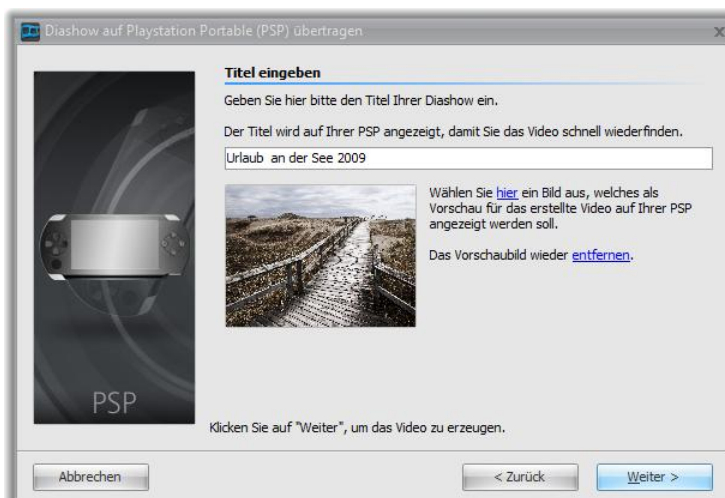 Diashow auf Playstation Portable (PSP) übertragen
Titel eingeben
Geben Sie hier bitte den Titel Ihrer Diashow ein.
Der Titel wird auf Ihrer PSP angezeigt, damit Sie das Video schnell wiederfinden.
Urlaub an der See 2009
Wählen Sie hier ein Bild aus, welches als
Vorschau für das erstellte Video auf Ihrer PSP
angezeigt werden soll.
Das Vorschaubild wieder entfernen.
PSP
Klicken Sie auf "Weiter", um das Video zu erzeugen.
Abbrechen
< Zurück
Weiter >